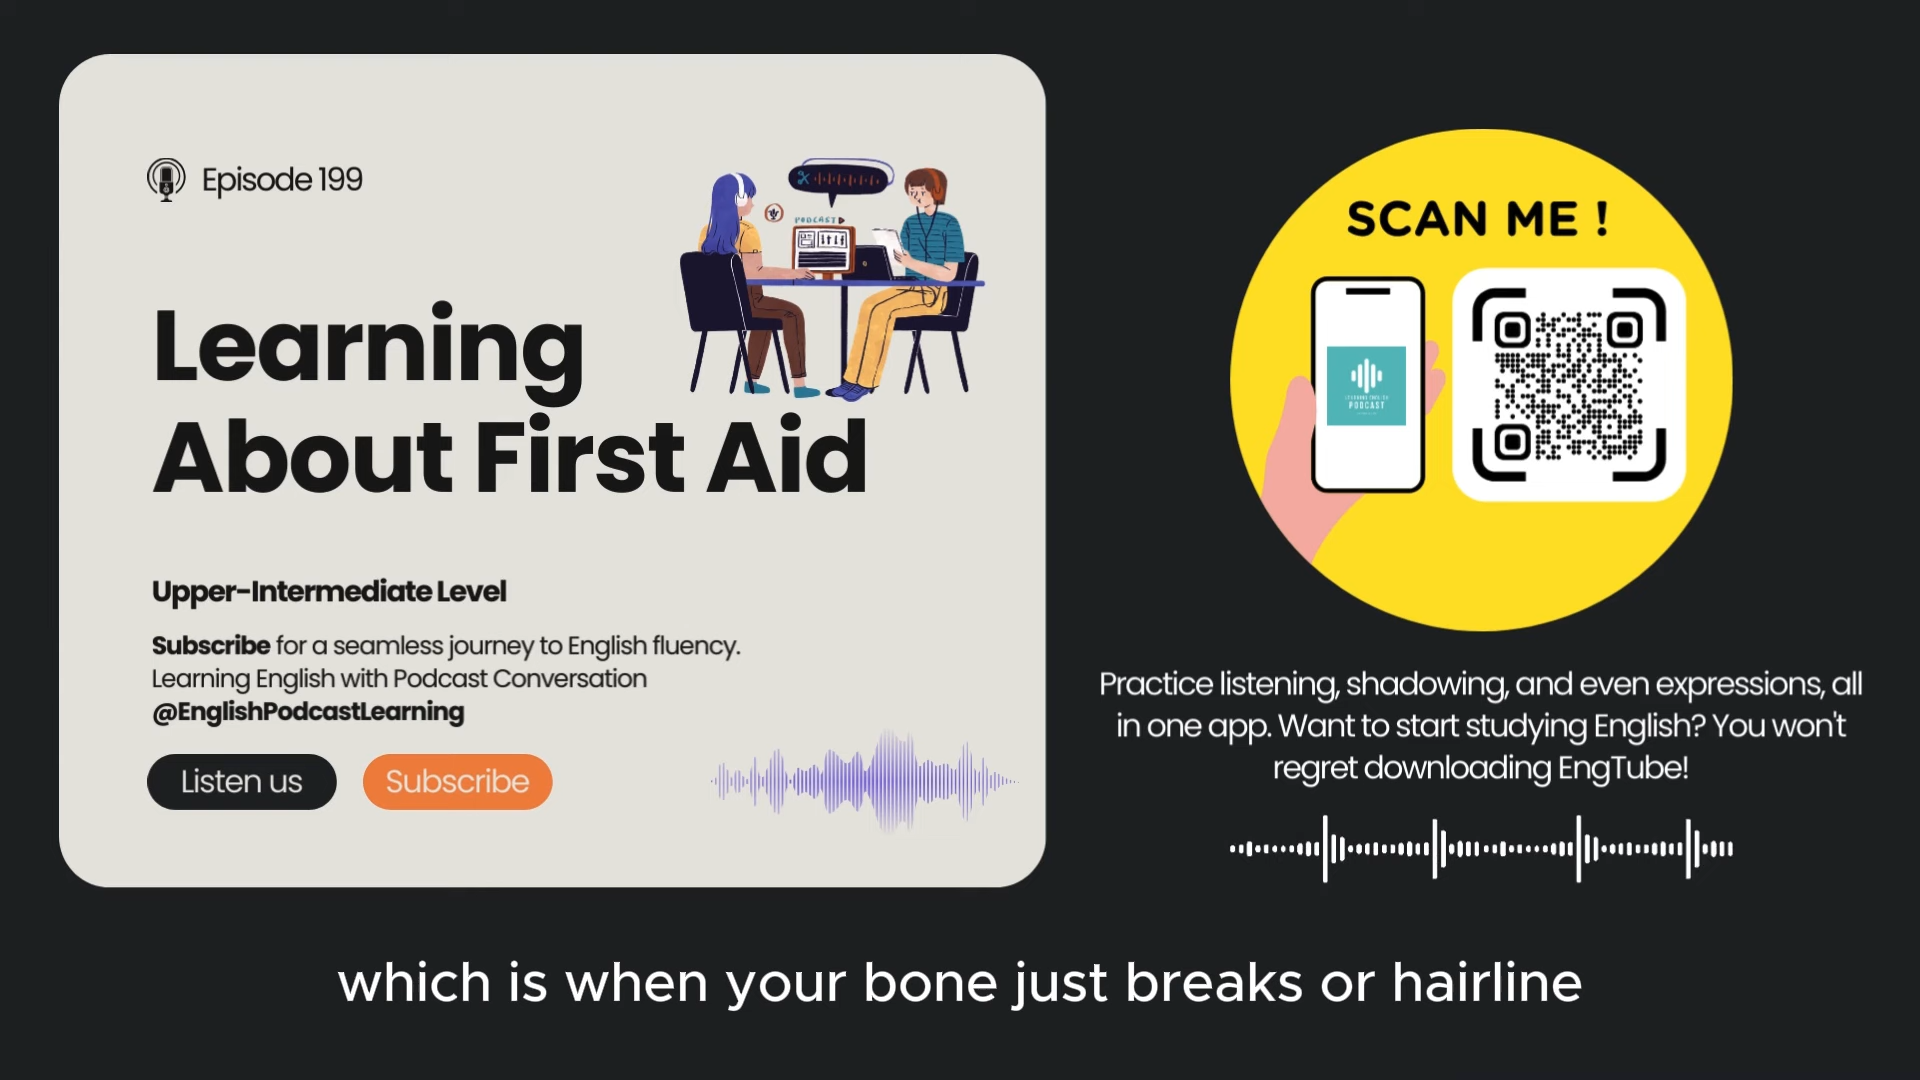 Episode 199
PODCAST
Learning
About First Aid
Upper-Intermediate Level
Subscribe for a seamless journey to English fluency.
Learning English with Podcast Conversation
@EnglishPodcastLearning
Listen us
Subscribe
SCAN ME !
PODCAST
Practice listening, shadowing, and even expressions, all
in one app. Want to start studying English? You won't
regret downloading EngTube!
which is when your bone just breaks or hairline